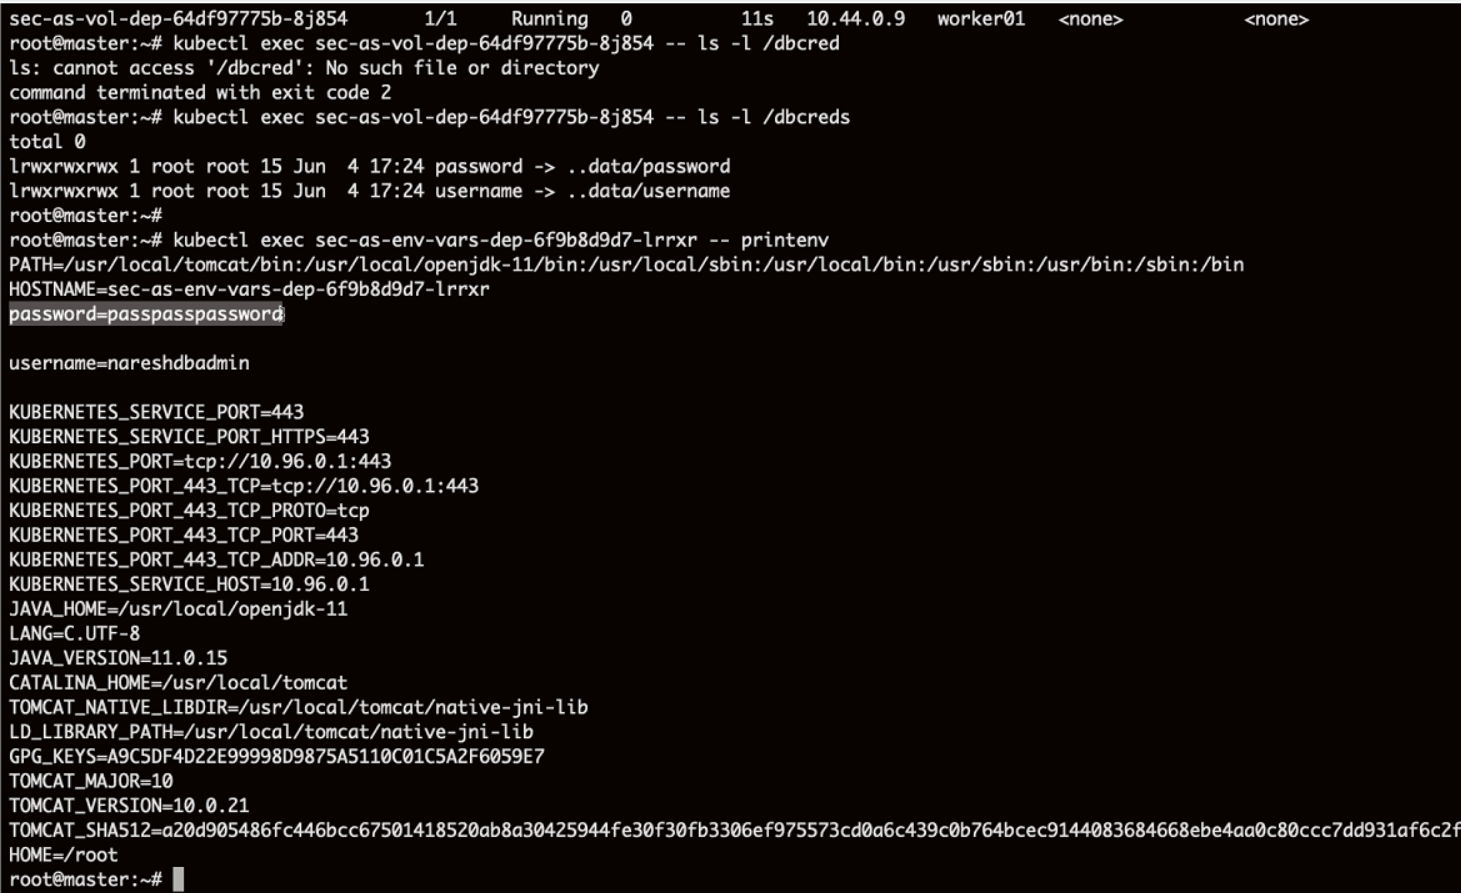 sec-as-vol-dep-64df97775b-8j854 1/1 Running 0 11s 10.44.0.9 worker01 <none> <none>
root@master:~# kubectl exec sec-as-vol-dep-64df97775b-8j854 -- ls -l /dbcred
ls: cannot access '/dbcred': No such file or directory
command terminated with exit code 2
root@master:~# kubectl exec sec-as-vol-dep-64df97775b-8j854 -- ls -l /dbcreds
total 0
lrwxrwxrwx 1 root root 15 Jun  4 17:24 password -> ..data/password
lrwxrwxrwx 1 root root 15 Jun  4 17:24 username -> ..data/username
root@master:~#
root@master:~# kubectl exec sec-as-env-vars-dep-6f9b8d9d7-lrrxr -- printenv
PATH=/usr/local/tomcat/bin:/usr/local/openjdk-11/bin:/usr/local/sbin:/usr/local/bin:/usr/sbin:/usr/bin:/sbin:/bin
HOSTNAME=sec-as-env-vars-dep-6f9b8d9d7-lrrxr
password=passpasspassword
username=nareshdbadmin
KUBERNETES_SERVICE_PORT=443
KUBERNETES_SERVICE_PORT_HTTPS=443
KUBERNETES_PORT=tcp://10.96.0.1:443
KUBERNETES_PORT_443_TCP=tcp://10.96.0.1:443
KUBERNETES_PORT_443_TCP_PROTO=tcp
KUBERNETES_PORT_443_TCP_PORT=443
KUBERNETES_PORT_443_TCP_ADDR=10.96.0.1
KUBERNETES_SERVICE_HOST=10.96.0.1
JAVA_HOME=/usr/local/openjdk-11
LANG=C.UTF-8
JAVA_VERSION=11.0.15
CATALINA_HOME=/usr/local/tomcat
TOMCAT_NATIVE_LIBDIR=/usr/local/tomcat/native-jni-lib
LD_LIBRARY_PATH=/usr/local/tomcat/native-jni-lib
GPG_KEYS=A9C5DF4D22E99998D9875A5110C01C5A2F6059E7
TOMCAT_MAJOR=10
TOMCAT_VERSION=10.0.21
TOMCAT_SHA512=a20d905486fc446bcc67501418520ab8a30425944fe30f30fb3306ef975573cd0a6c439c0b764bcec9144083684668ebe4aa0c80ccc7dd931af6c2f
HOME=/root
root@master:~#